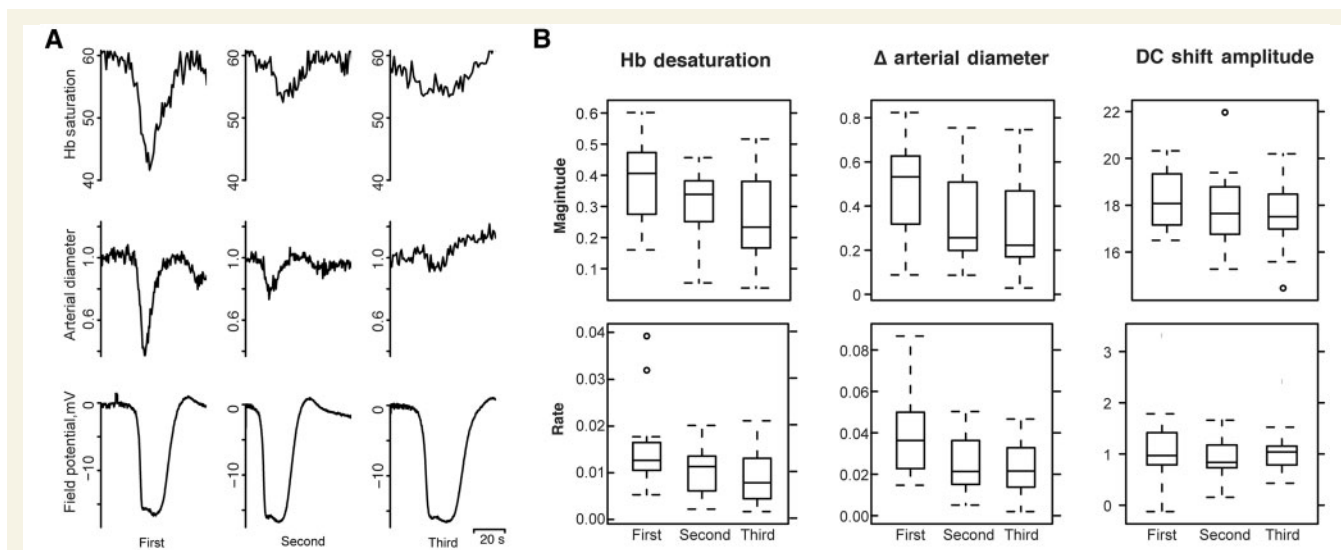 A
Hb saturation
60
50
40
60
50
40
60
50
40
Arterial diameter
1.0
0.6
1.0
0.6
1.0
0.6
Field potential,mV
0
−10
0
−10
0
−10
First
Second
Third
20 s
B
Hb desaturation
Δ arterial diameter
DC shift amplitude
Magitude
0.6
0.5
0.4
0.3
0.2
0.1
0.8
0.6
0.4
0.2
0
22
20
18
16
Rate
0.04
0.03
0.02
0.01
0.00
0.08
0.06
0.04
0.02
0.00
3
2
1
0
First
Second
Third
First
Second
Third
First
Second
Third